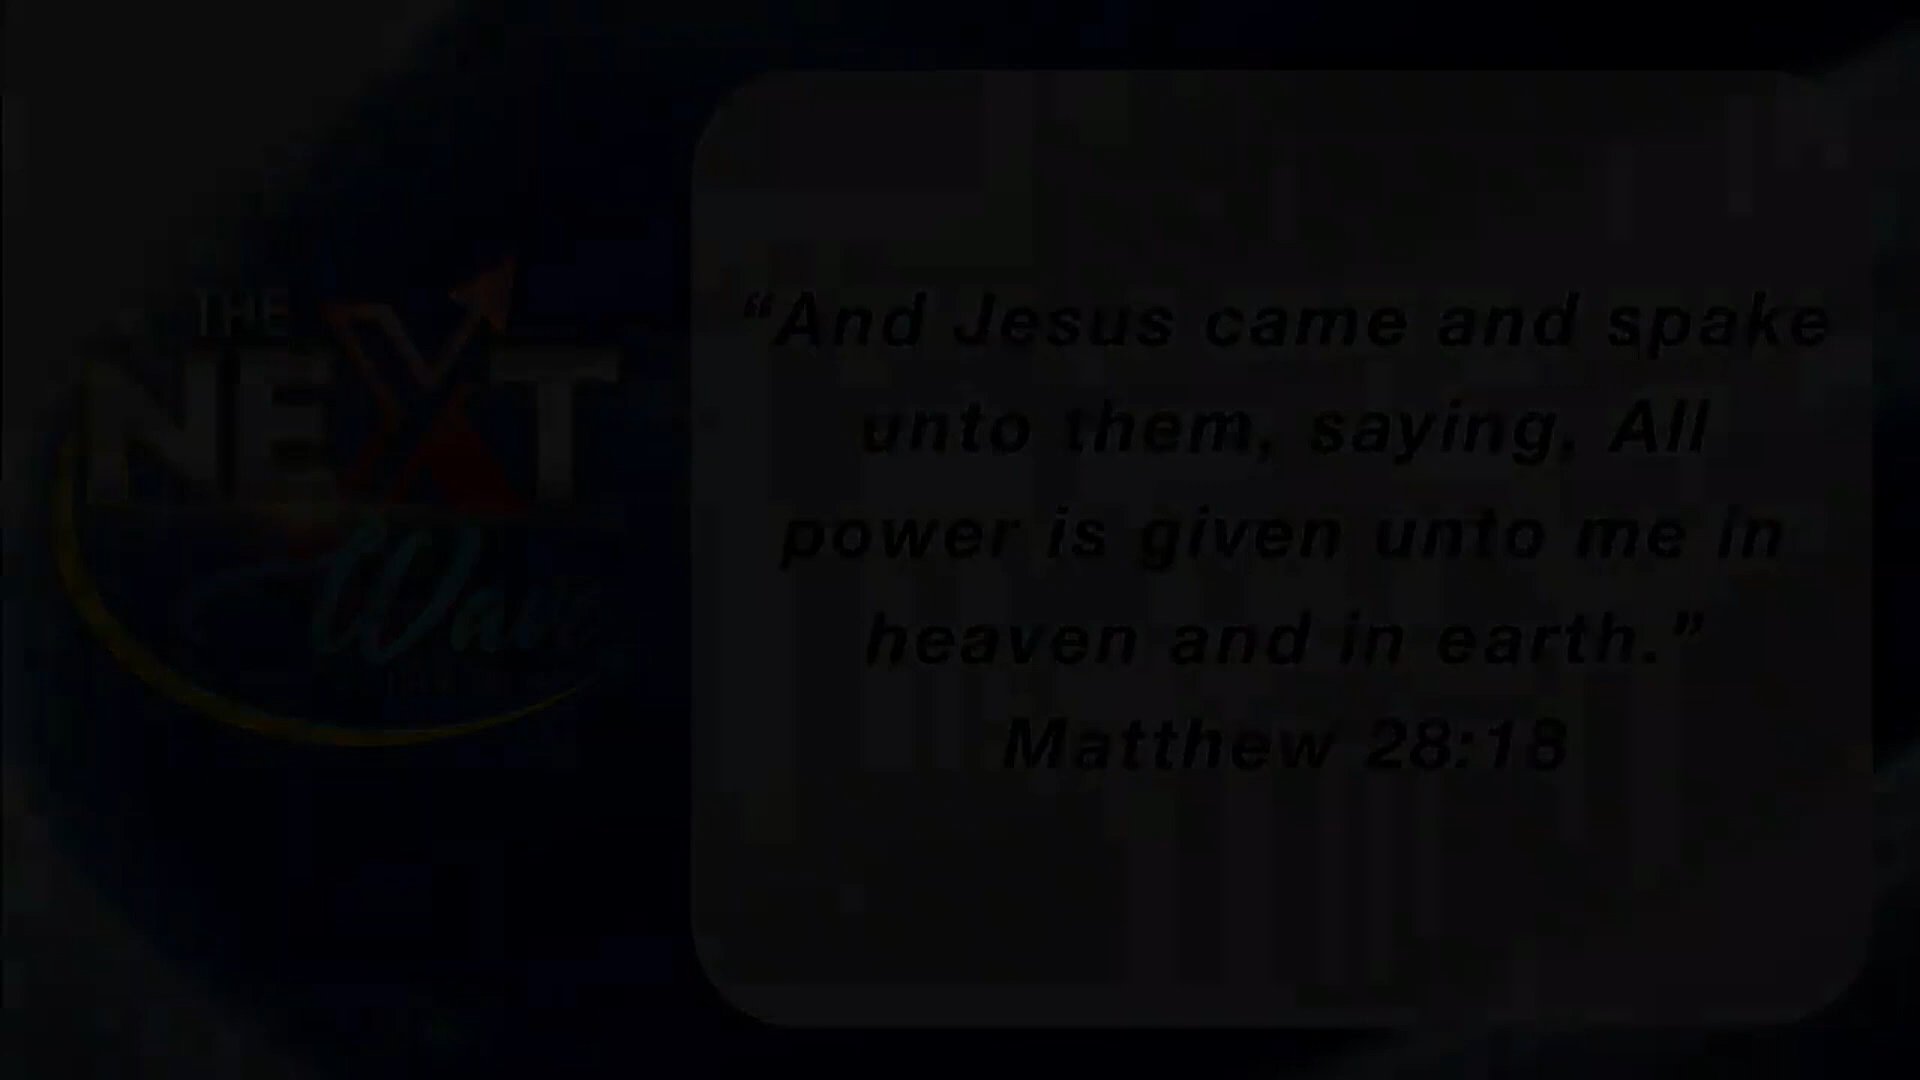 THE
NEXT
Wave
“And Jesus came and spake
unto them, saying, All
power is given unto me in
heaven and in earth.”
Matthew 28:18